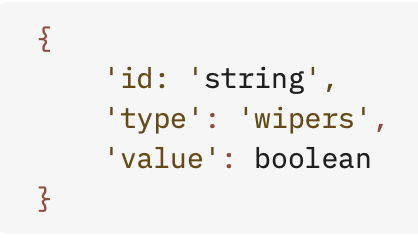 {
    'id: 'string',
    'type': 'wipers',
    'value': boolean
}